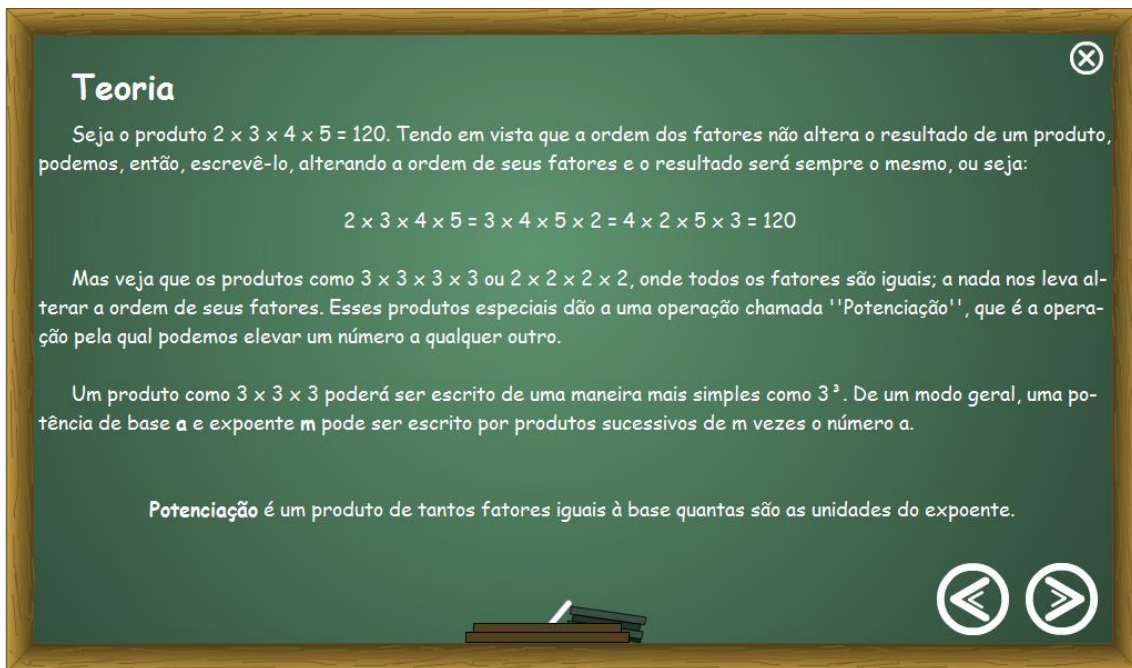 Teoria
Seja o produto 2 x 3 x 4 x 5 = 120. Tendo em vista que a ordem dos fatores não altera o resultado de um produto,
podemos, então, escrevê-lo, alterando a ordem de seus fatores e o resultado será sempre o mesmo, ou seja:
2 x 3 x 4 x 5 = 3 x 4 x 5 x 2 = 4 x 2 x 5 x 3 = 120
Mas veja que os produtos como 3 x 3 x 3 x 3 ou 2 x 2 x 2 x 2, onde todos os fatores são iguais; a nada nos leva al-
terar a ordem de seus fatores. Esses produtos especiais dão a uma operação chamada ''Potenciação'', que é a opera-
ção pela qual podemos elevar um número a qualquer outro.
Um produto como 3 x 3 x 3 poderá ser escrito de uma maneira mais simples como 3³. De um modo geral, uma po-
tência de base a e expoente m pode ser escrito por produtos sucessivos de m vezes o número a.
Potenciação é um produto de tantos fatores iguais à base quantas são as unidades do expoente.